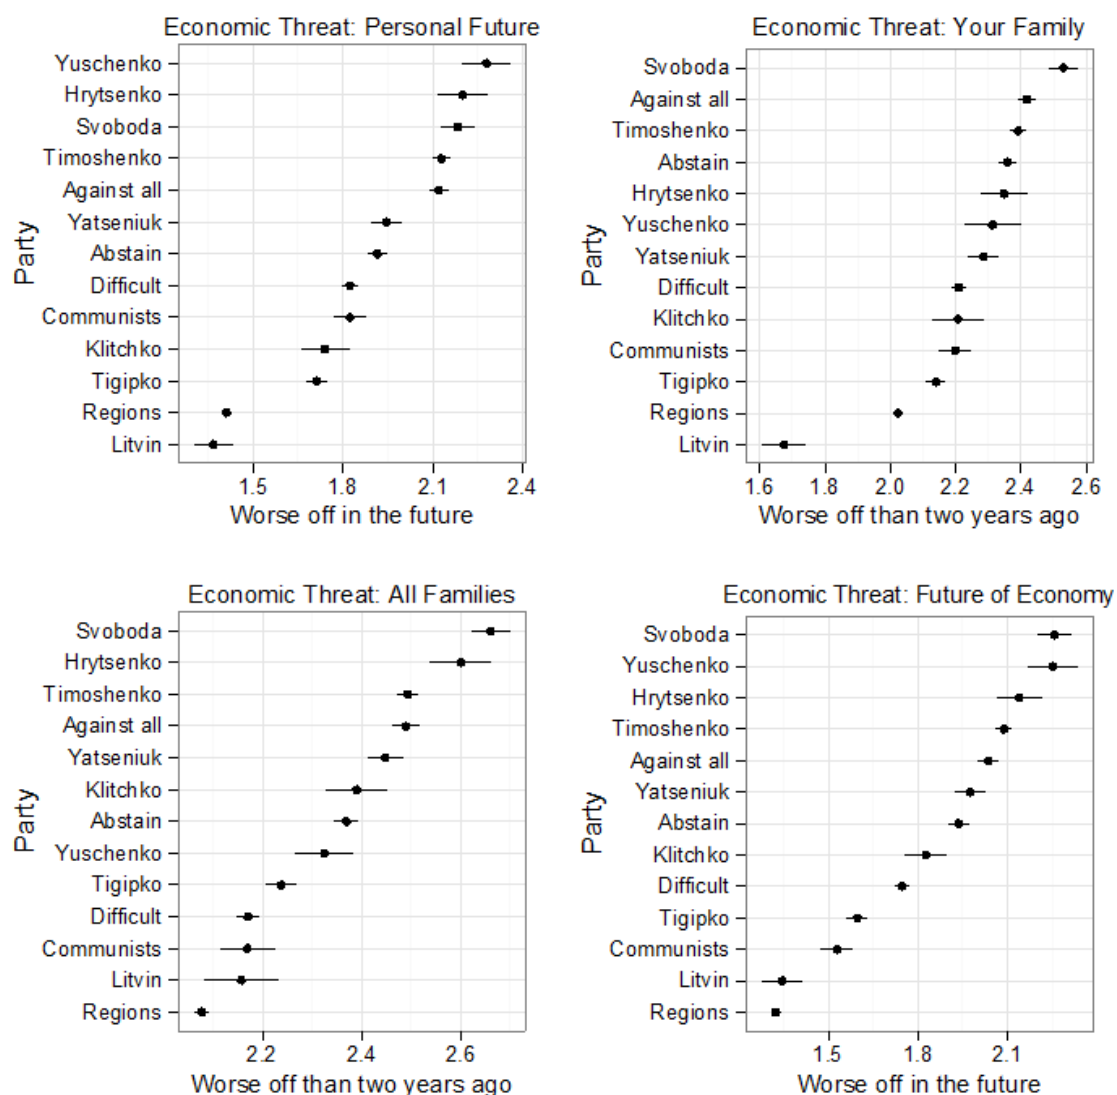 Economic Threat: Personal Future
Party
Yuschenko
Hrytsenko
Svoboda
Timoshenko
Against all
Yatseniuk
Abstain
Difficult
Communists
Klitchko
Tigipko
Regions
Litvin
1.5 1.8 2.1 2.4
Worse off in the future
Economic Threat: Your Family
Party
Svoboda
Against all
Timoshenko
Abstain
Hrytsenko
Yuschenko
Yatseniuk
Difficult
Klitchko
Communists
Tigipko
Regions
Litvin
1.6 1.8 2.0 2.2 2.4 2.6
Worse off than two years ago
Economic Threat: All Families
Party
Svoboda
Hrytsenko
Timoshenko
Against all
Yatseniuk
Klitchko
Abstain
Yuschenko
Tigipko
Difficult
Communists
Litvin
Regions
2.2 2.4 2.6
Worse off than two years ago
Economic Threat: Future of Economy
Party
Svoboda
Yuschenko
Hrytsenko
Timoshenko
Against all
Yatseniuk
Abstain
Klitchko
Difficult
Tigipko
Communists
Litvin
Regions
1.5 1.8 2.1
Worse off in the future